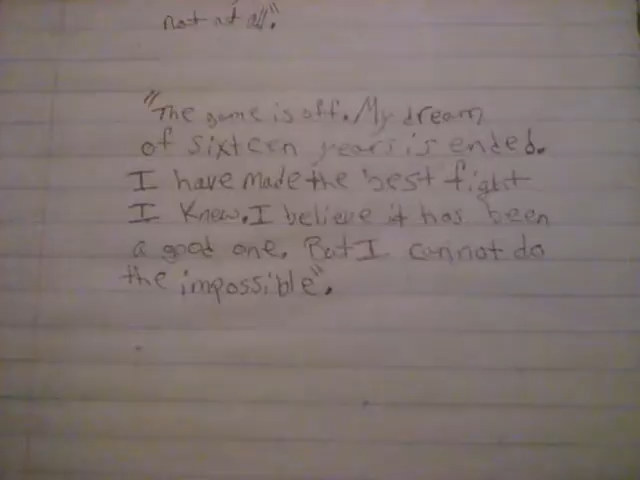 not at all".
"The game is off. My dream
of sixteen years is ended.
I have made the best fight
I knew. I believe it has been
a good one. But I cannot do
the impossible".